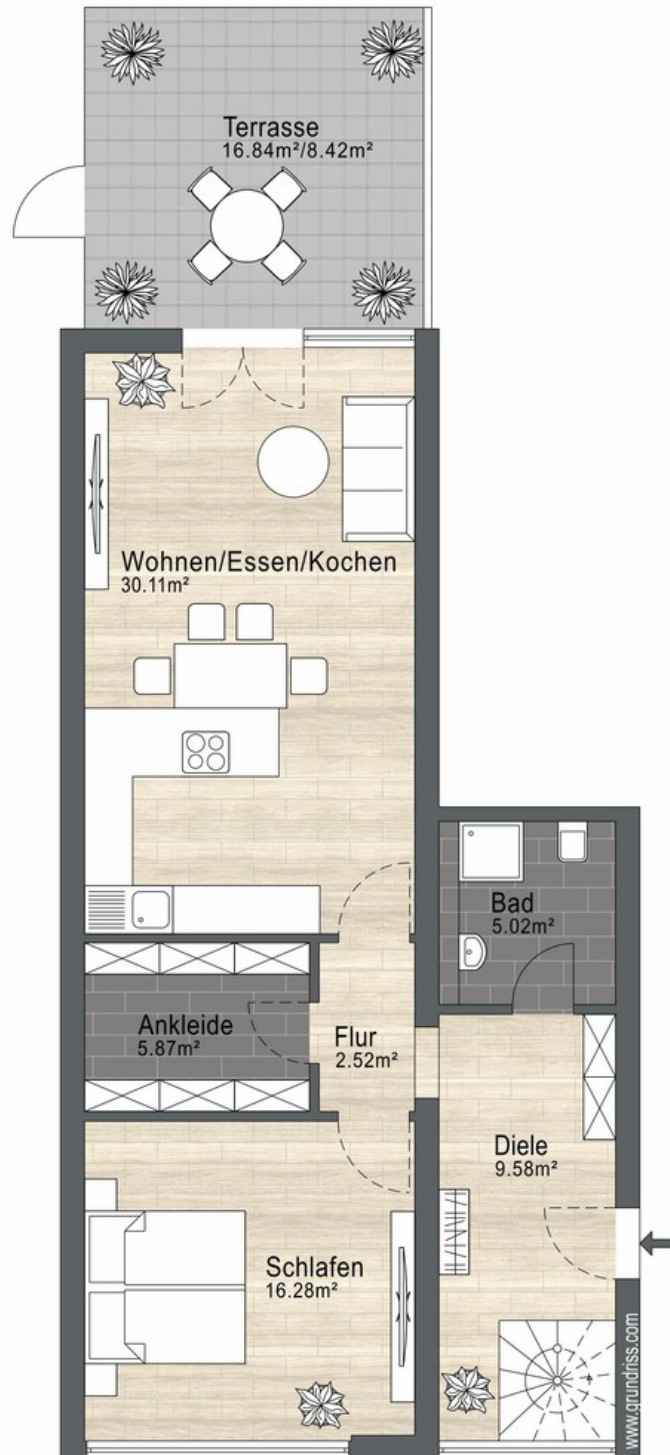 Terrasse
16.84m²/8.42m²
Wohnen/Essen/Kochen
30.11m²
Bad
5.02m²
Ankleide
5.87m²
Flur
2.52m²
Diele
9.58m²
Schlafen
16.28m²
www.grundriss.com